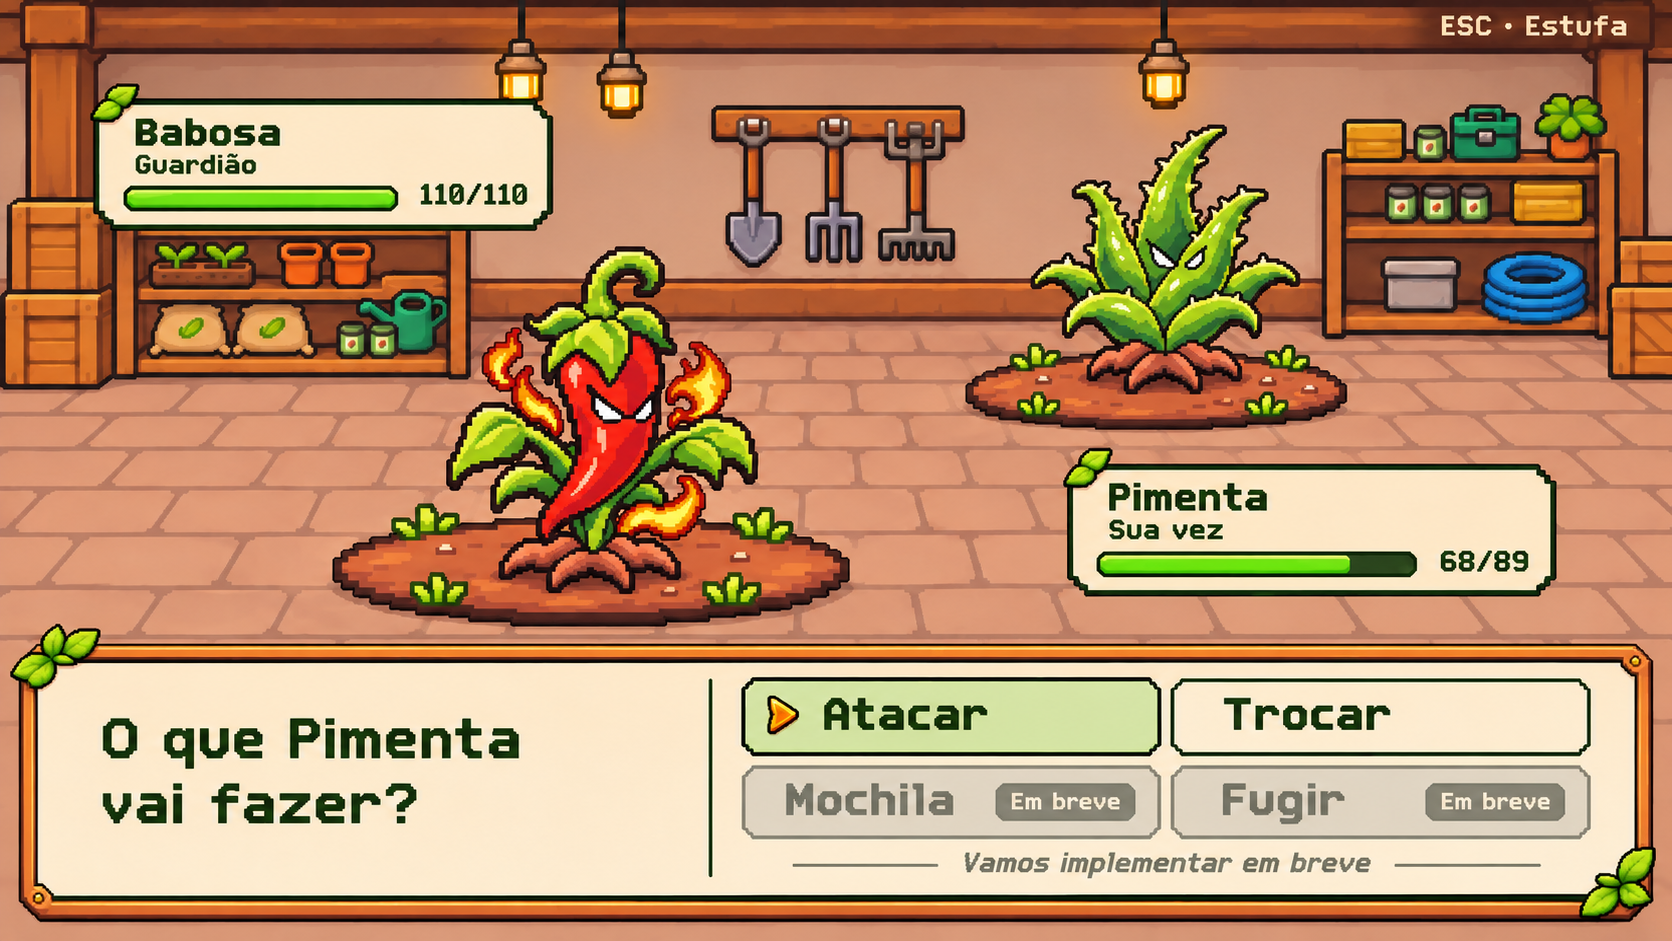 ESC • Estufa
Babosa
Guardião
110/110
Pimenta
Sua vez
68/89
O que Pimenta
vai fazer?
Atacar
Trocar
Mochila Em breve
Fugir Em breve
Vamos implementar em breve